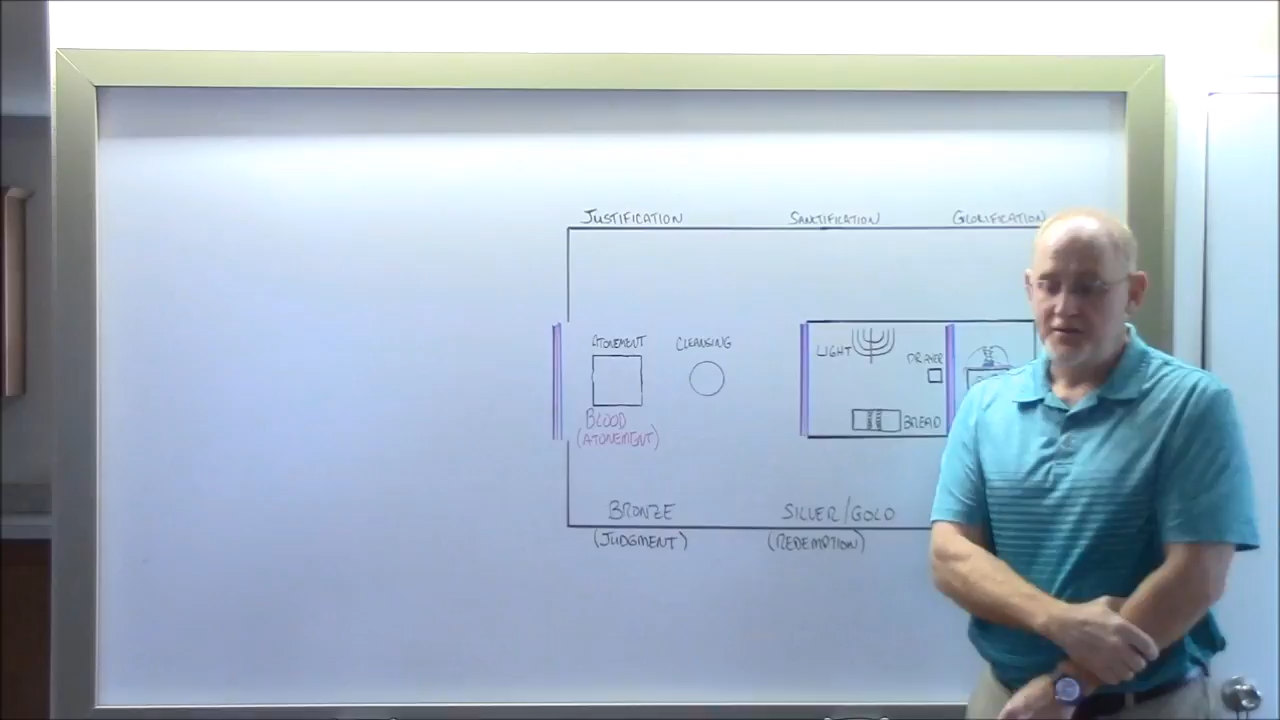 JUSTIFICATION SANCTIFICATION GLORIFICATION
ATONEMENT CLEANSING
LIGHT
PRAYER
BLOOD BREAD
(ATONEMENT)
BRONZE SILVER/GOLD
(JUDGMENT) (REDEMPTION)